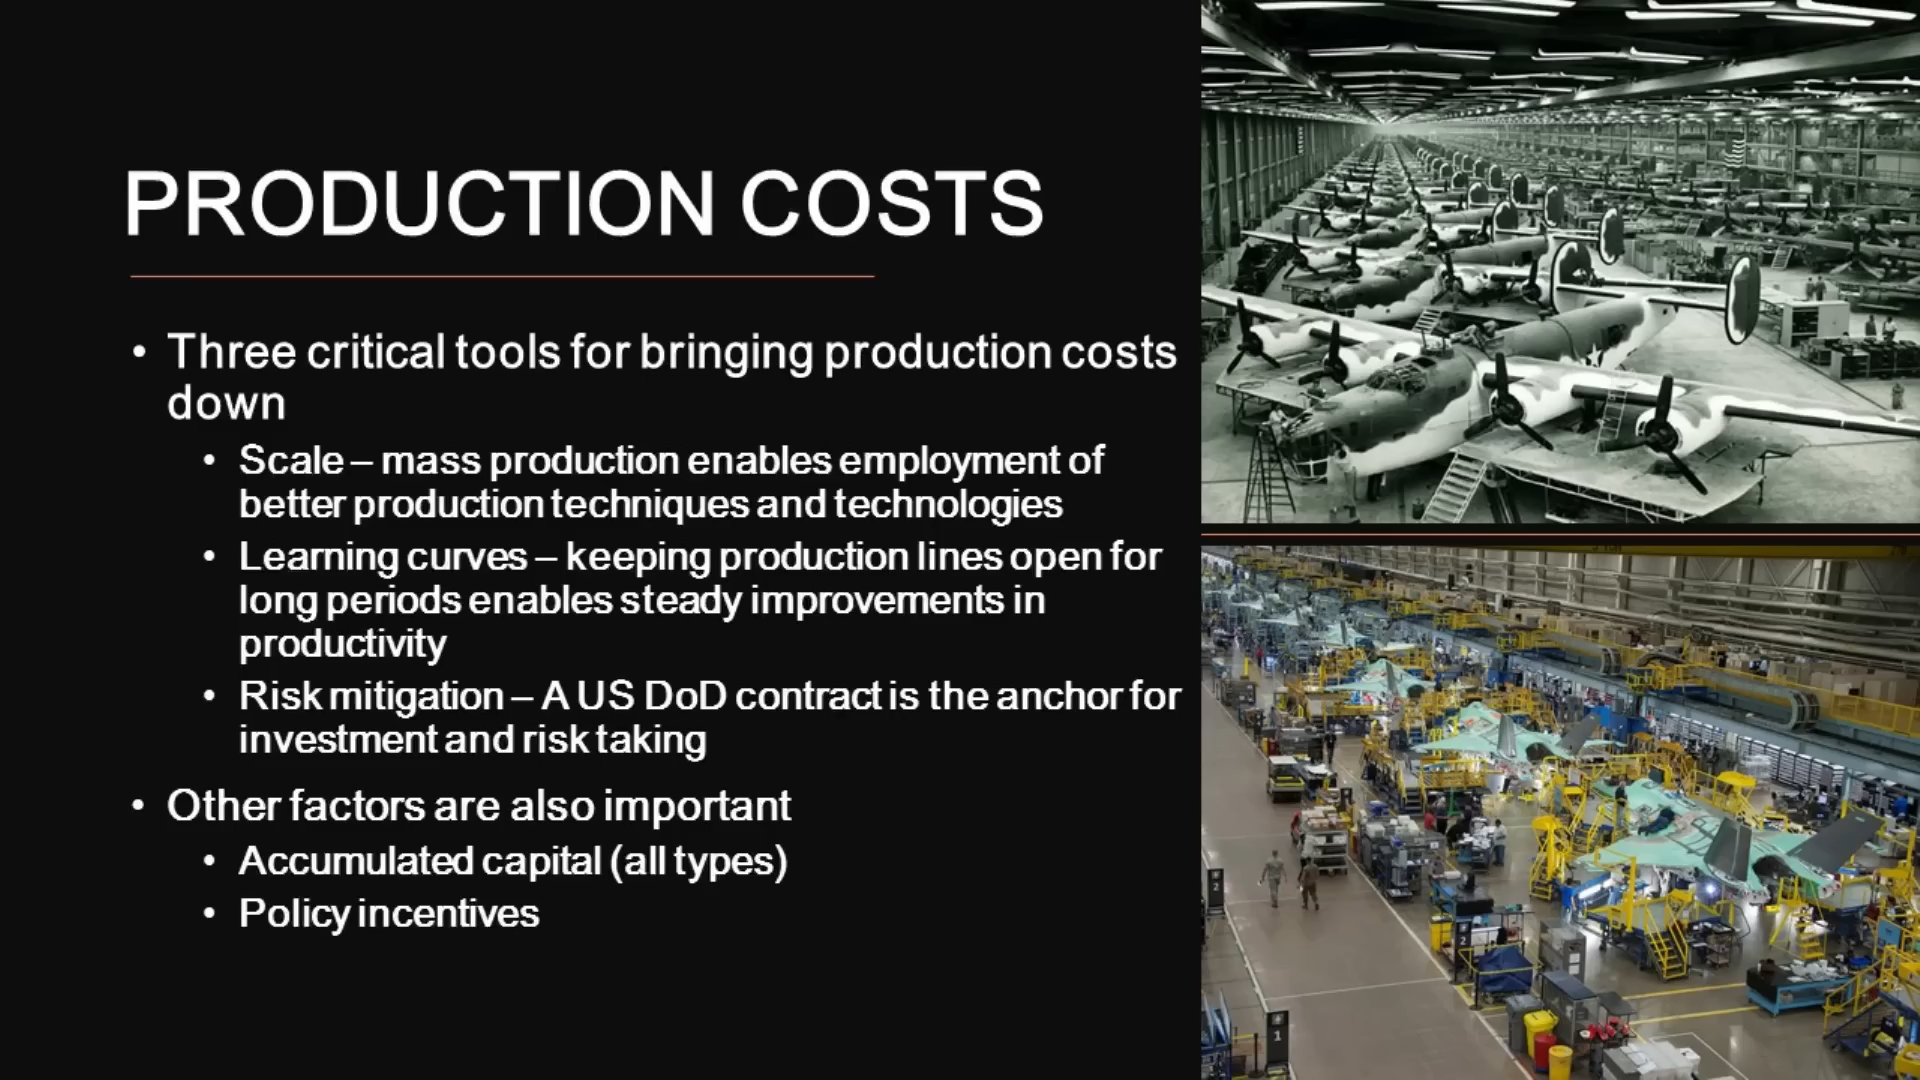 PRODUCTION COSTS
• Three critical tools for bringing production costs
down
• Scale – mass production enables employment of
better production techniques and technologies
• Learning curves – keeping production lines open for
long periods enables steady improvements in
productivity
• Risk mitigation – A US DoD contract is the anchor for
investment and risk taking
• Other factors are also important
• Accumulated capital (all types)
• Policy incentives
2
2
1